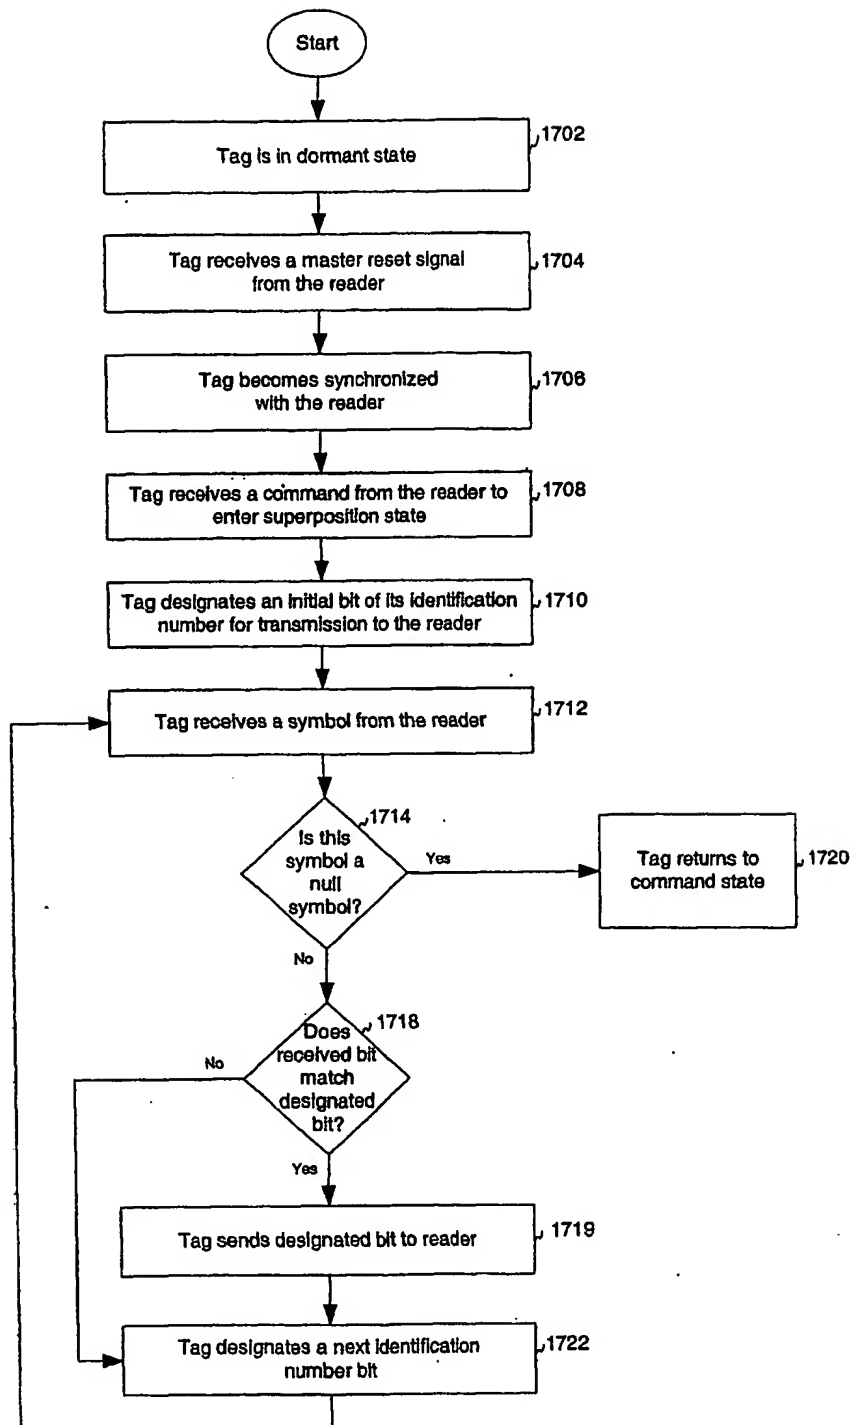 Start
Tag is in dormant state
1702
Tag receives a master reset signal
from the reader
1704
Tag becomes synchronized
with the reader
1706
Tag receives a command from the reader to
enter superposition state
1708
Tag designates an initial bit of its identification
number for transmission to the reader
1710
Tag receives a symbol from the reader
1712
1714
Is this
symbol a
null
symbol?
Yes
Tag returns to
command state
1720
No
1718
Does
received bit
match
designated
bit?
No
Yes
Tag sends designated bit to reader
1719
Tag designates a next identification
number bit
1722